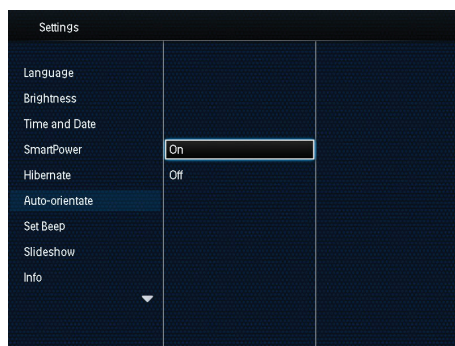 Settings
Language
Brightness
Time and Date
SmartPower
On
Hibernate
Off
Auto-orientate
Set Beep
Slideshow
Info